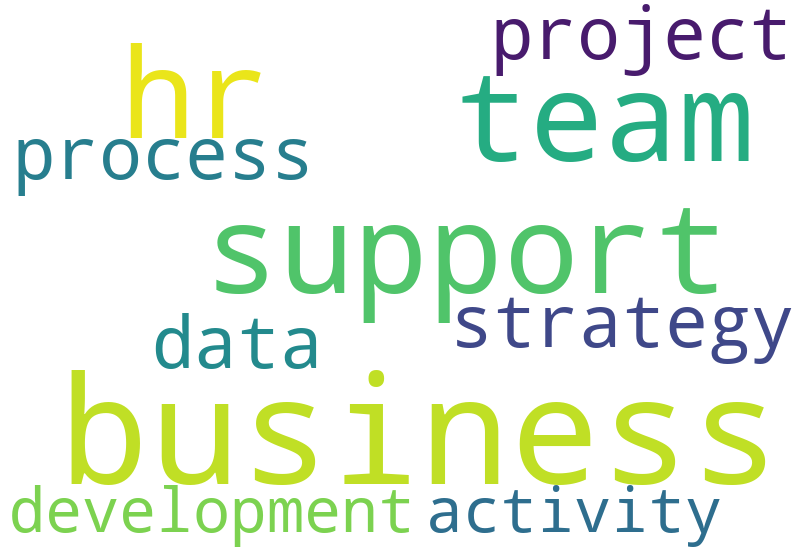 project
hr
team
process
support
strategy
data
business
development activity